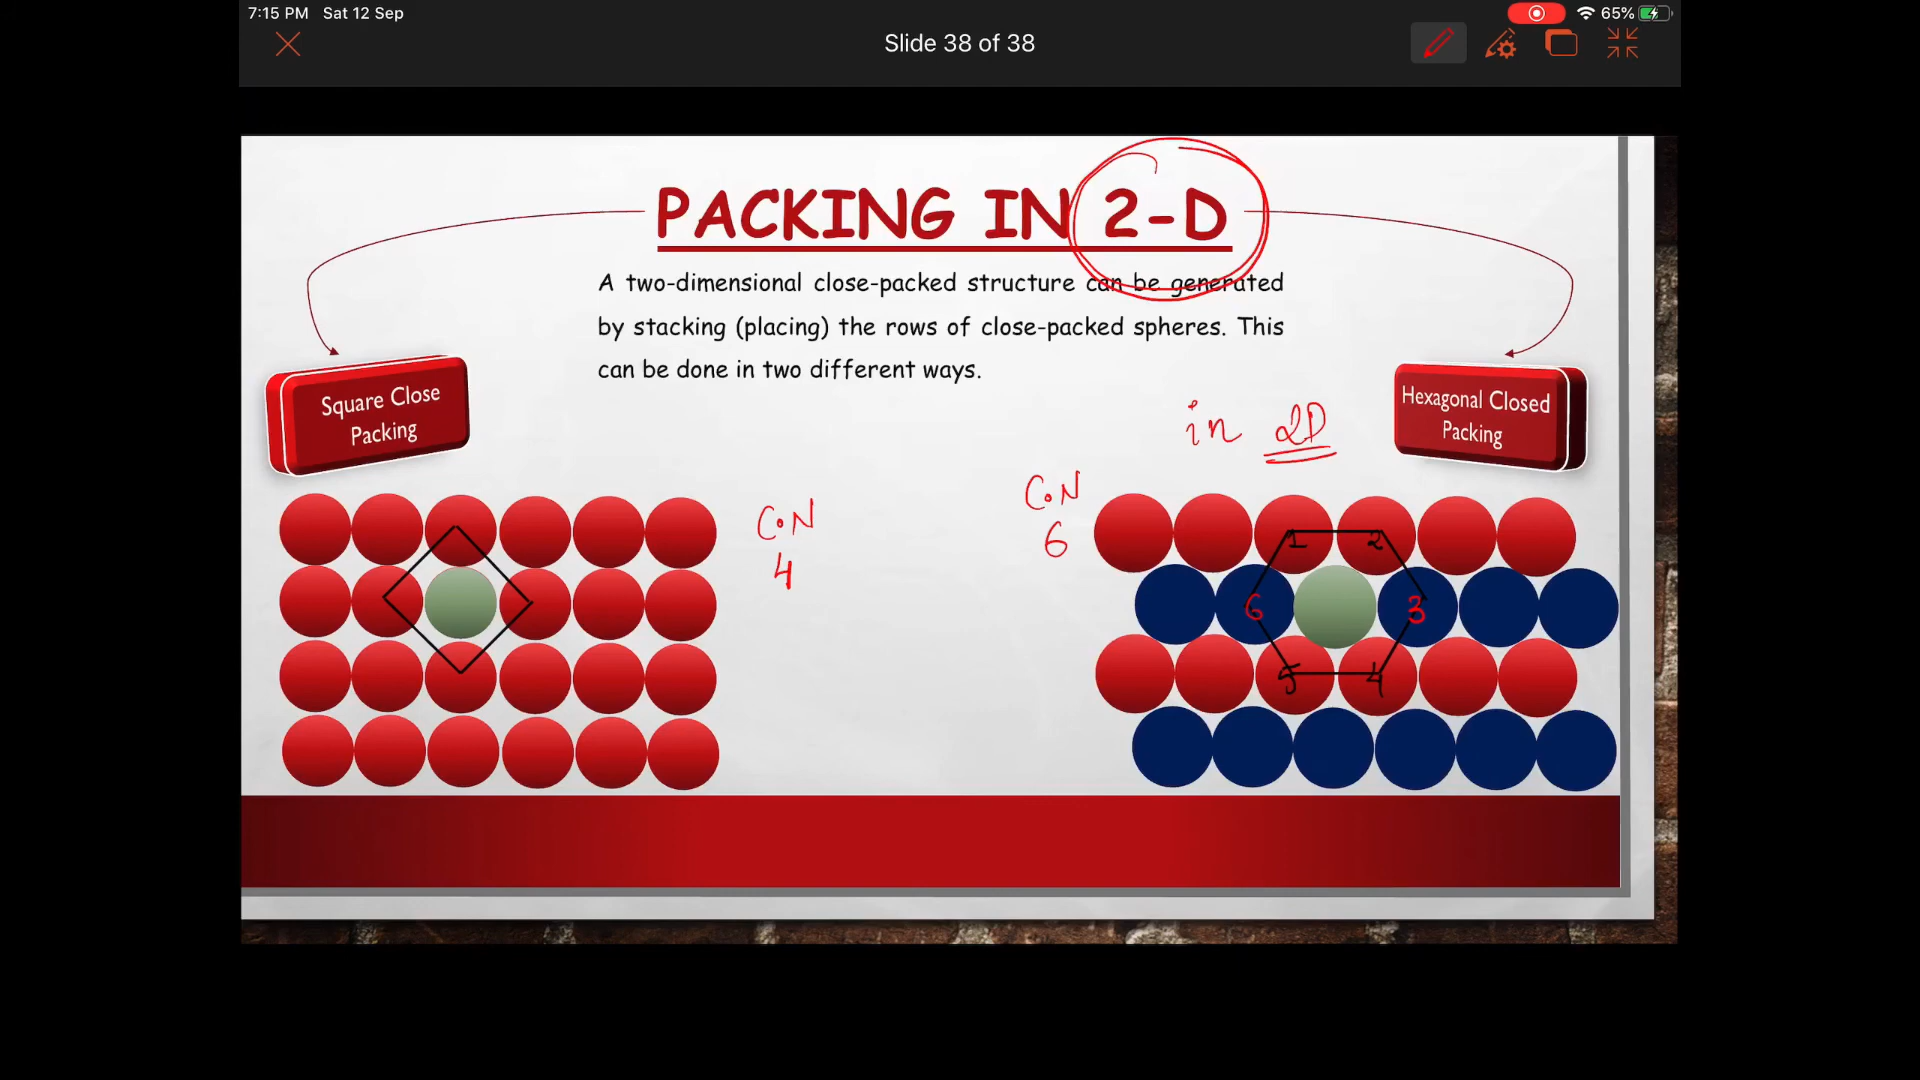 7:15 PM Sat 12 Sep
65%
Slide 38 of 38
PACKING IN 2-D
A two-dimensional close-packed structure can be generated
by stacking (placing) the rows of close-packed spheres. This
can be done in two different ways.
Square Close
Packing
Hexagonal Closed
Packing
in 2D
C.N
4
C.N
6
1 2
6 3
5 4